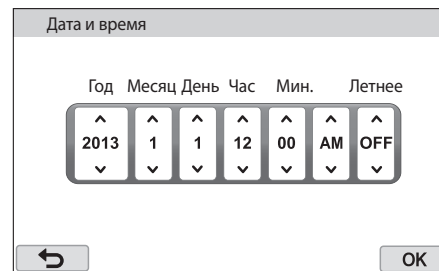 Дата и время
Год Месяц День Час Мин. Летнее
2013 1 1 12 00 AM OFF
OK